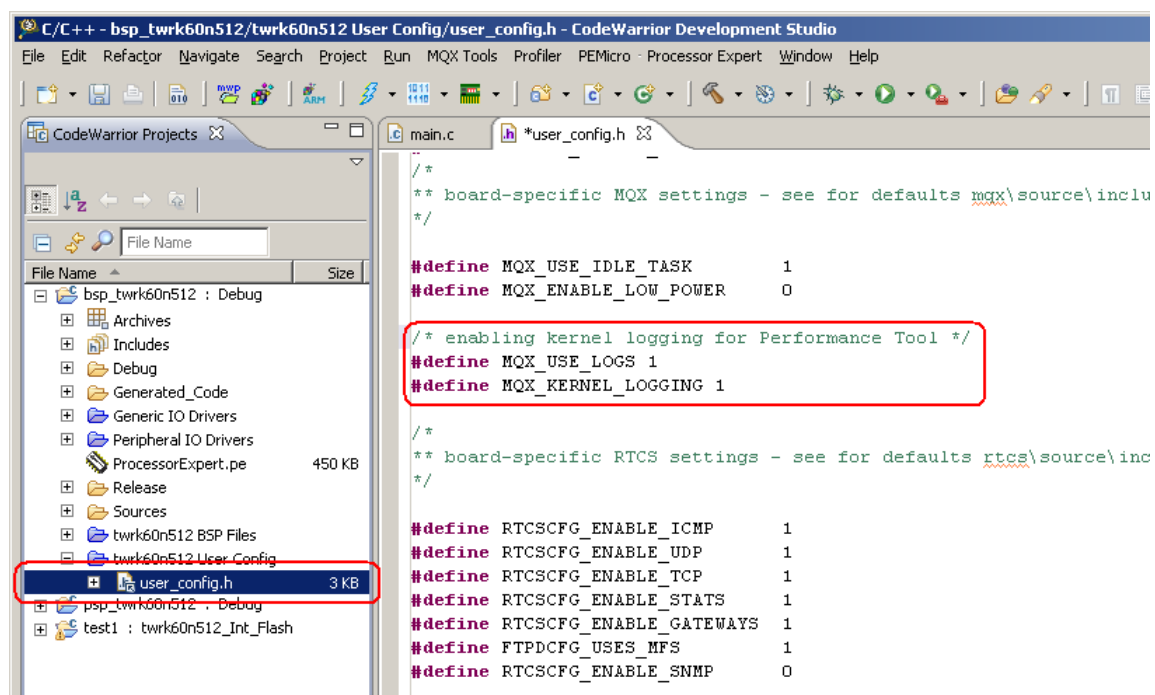 C/C++ - bsp_twrk60n512/twrk60n512 User Config/user_config.h - CodeWarrior Development Studio
File Edit Refactor Navigate Search Project Run MQX Tools Profiler PEMicro Processor Expert Window Help
CodeWarrior Projects
File Name
File Name Size
bsp_twrk60n512 : Debug
Archives
Includes
Debug
Generated_Code
Generic IO Drivers
Peripheral IO Drivers
ProcessorExpert.pe 450 KB
Release
Sources
twrk60n512 BSP Files
twrk60n512 User Config
user_config.h 3 KB
psp_twrk60n512 : Debug
test1 : twrk60n512_Int_Flash
main.c *user_config.h
/*
** board-specific MQX settings - see for defaults mqx\source\inclu
*/
#define MQX_USE_IDLE_TASK 1
#define MQX_ENABLE_LOW_POWER 0
/* enabling kernel logging for Performance Tool */
#define MQX_USE_LOGS 1
#define MQX_KERNEL_LOGGING 1
/*
** board-specific RTCS settings - see for defaults rtcs\source\inc
*/
#define RTCSCFG_ENABLE_ICMP 1
#define RTCSCFG_ENABLE_UDP 1
#define RTCSCFG_ENABLE_TCP 1
#define RTCSCFG_ENABLE_STATS 1
#define RTCSCFG_ENABLE_GATEWAYS 1
#define FTPDCFG_USES_MFS 1
#define RTCSCFG_ENABLE_SNMP 0